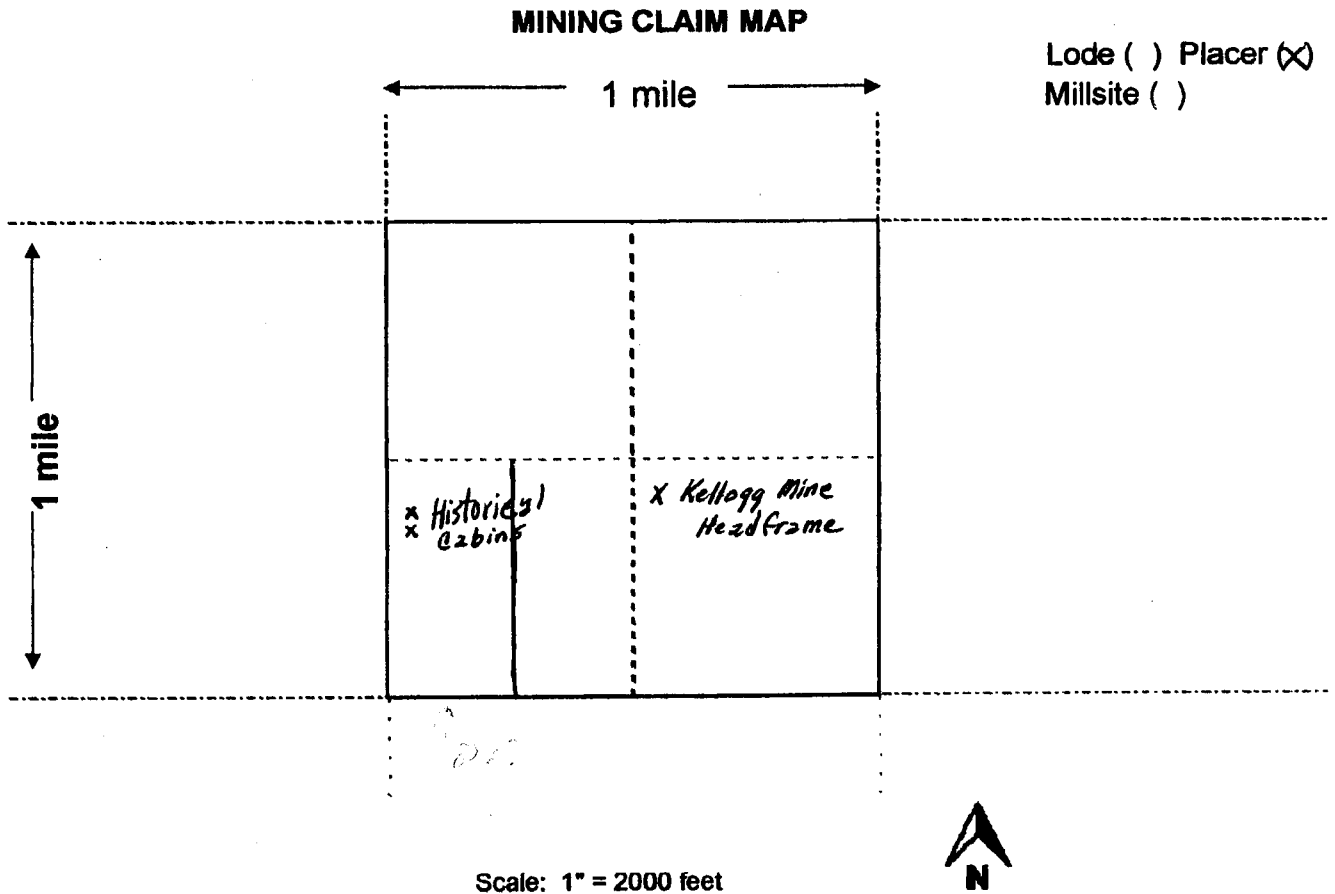 MINING CLAIM MAP
Lode ( ) Placer (X)
Millsite ( )
1 mile
1 mile
x Historical
x Cabins
X Kellogg Mine
Headframe
N
Scale: 1" = 2000 feet